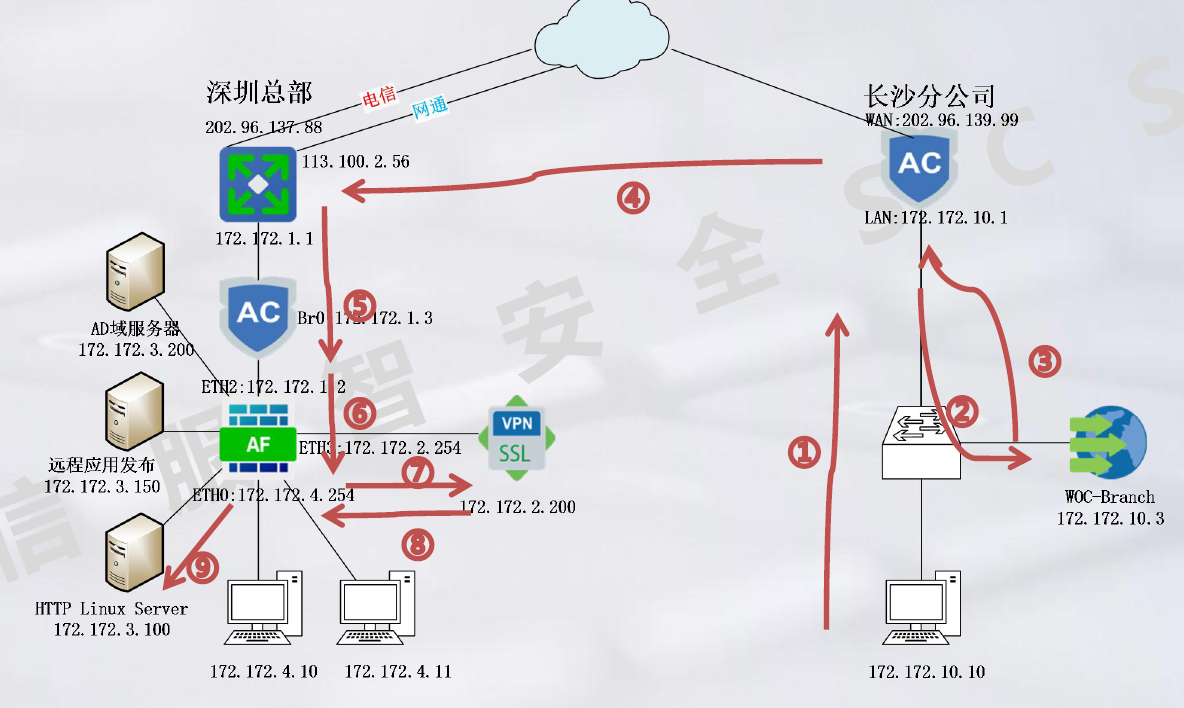 深圳总部
电信
网通
长沙分公司
202.96.137.88
WAN:202.96.139.99
113.100.2.56
AC
④
LAN:172.172.10.1
172.172.1.1
AC
⑤
Br0:172.172.1.3
AD域服务器
172.172.3.200
③
ETH2:172.172.1.2
⑥
②
VPN
SSL
AF
ETH3:172.172.2.254
①
远程应用发布
172.172.3.150
⑦
ETH0:172.172.4.254
172.172.2.200
WOC-Branch
172.172.10.3
⑧
⑨
HTTP Linux Server
172.172.3.100
172.172.4.10
172.172.4.11
172.172.10.10
信服智安全SCS